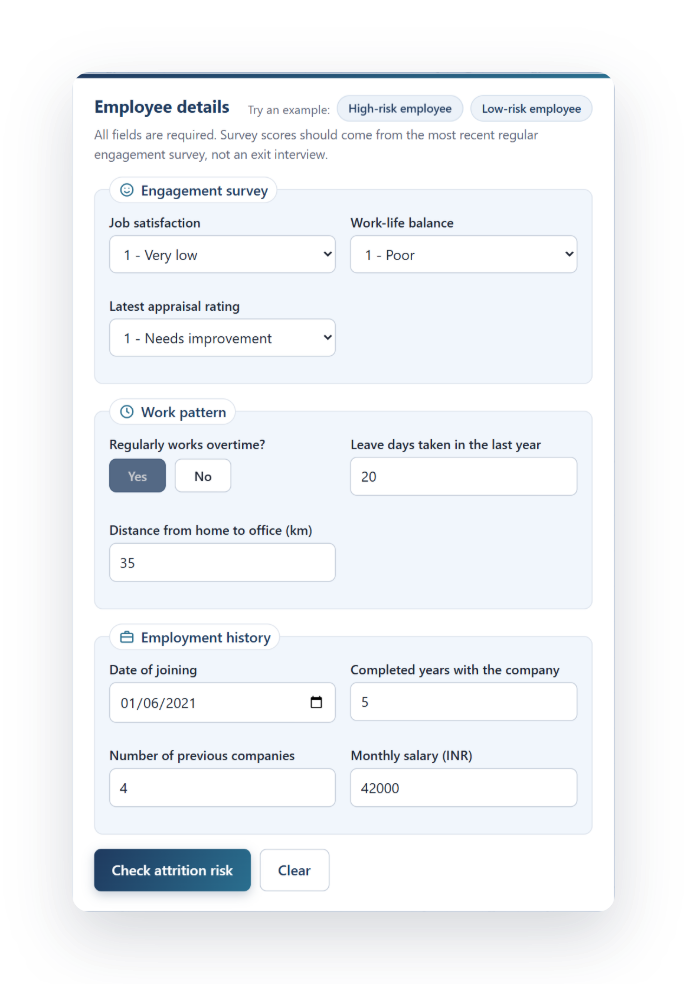 Employee details
Try an example:
High-risk employee
Low-risk employee
All fields are required. Survey scores should come from the most recent regular
engagement survey, not an exit interview.
Engagement survey
Job satisfaction
Work-life balance
1 - Very low
1 - Poor
Latest appraisal rating
1 - Needs improvement
Work pattern
Regularly works overtime?
Leave days taken in the last year
Yes
No
20
Distance from home to office (km)
35
Employment history
Date of joining
Completed years with the company
01/06/2021
5
Number of previous companies
Monthly salary (INR)
4
42000
Check attrition risk
Clear